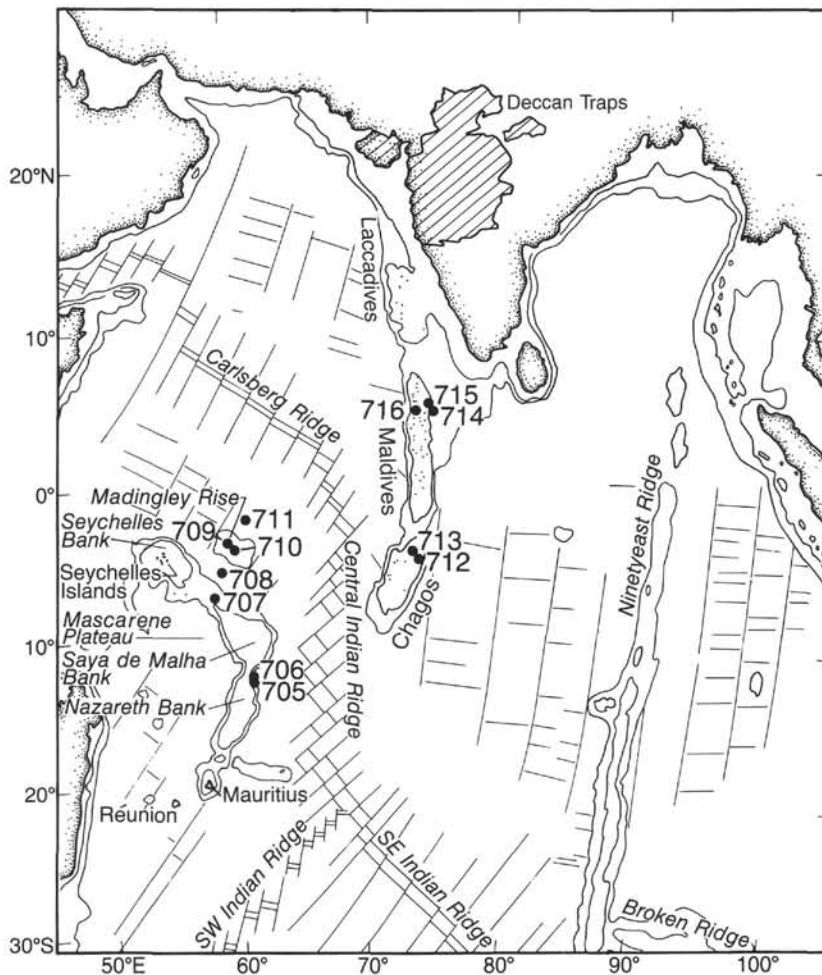 Deccan Traps
20°N
Laccadives
10°
Carlsberg Ridge
715
716
714
Maldives
Ninetyeast Ridge
0°
Madingley Rise
711
Seychelles
Bank
709
710
713
Seychelles
Islands
708
712
Central Indian Ridge
707
Chagos
Mascarene
Plateau
10°
Saya de Malha
Bank
706
705
Nazareth Bank
20°
Mauritius
Reunion
SW Indian Ridge
SE Indian Ridge
Broken Ridge
30°S
50°E
60°
70°
80°
90°
100°